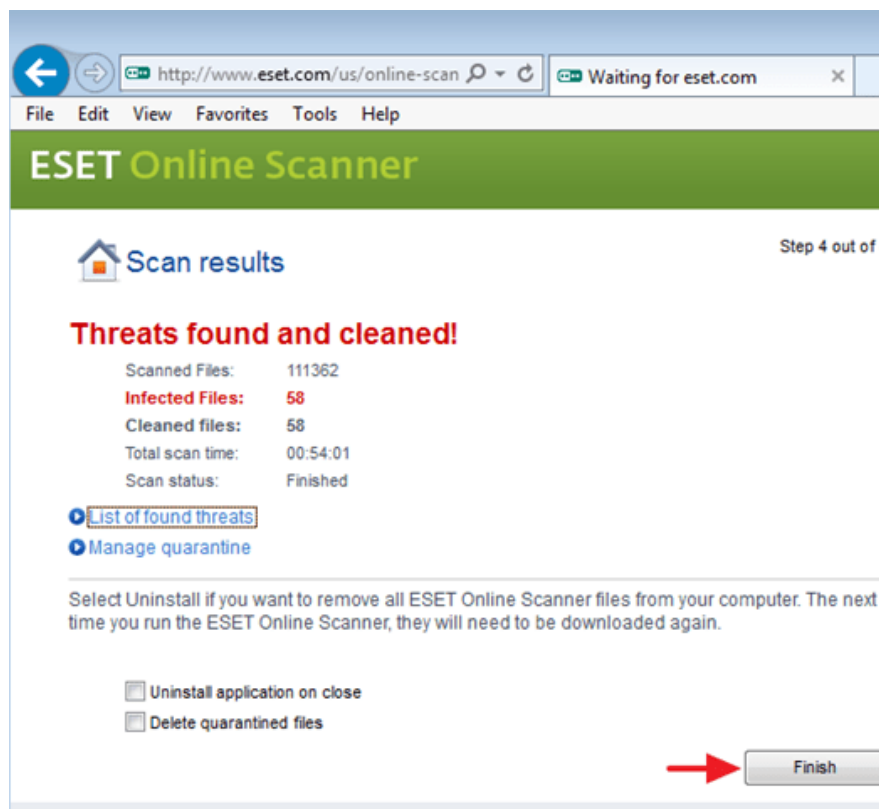 http://www.eset.com/us/online-scan
Waiting for eset.com
File Edit View Favorites Tools Help
ESET Online Scanner
Scan results
Step 4 out of
Threats found and cleaned!
Scanned Files: 111362
Infected Files: 58
Cleaned files: 58
Total scan time: 00:54:01
Scan status: Finished
List of found threats
Manage quarantine
Select Uninstall if you want to remove all ESET Online Scanner files from your computer. The next
time you run the ESET Online Scanner, they will need to be downloaded again.
Uninstall application on close
Delete quarantined files
Finish